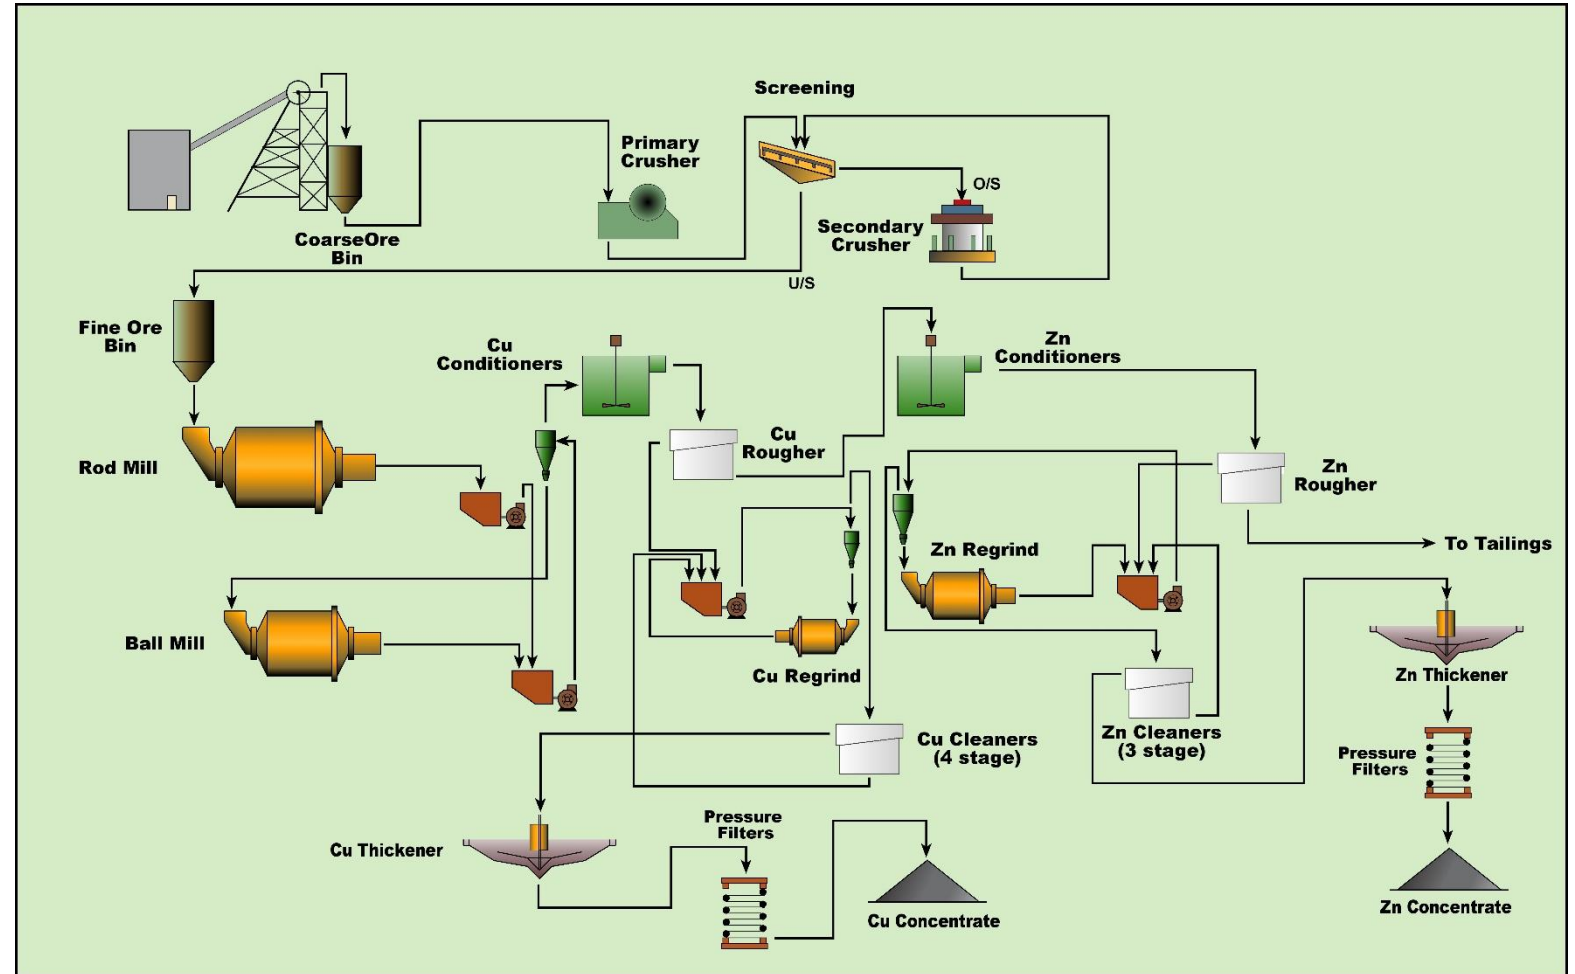 Screening
Primary
Crusher
O/S
CoarseOre
Bin
Secondary
Crusher
U/S
Fine Ore
Bin
Cu
Conditioners
Zn
Conditioners
Rod Mill
Cu
Rougher
Zn
Rougher
Zn Regrind
To Tailings
Ball Mill
Cu Regrind
Zn Thickener
Cu Cleaners
(4 stage)
Zn Cleaners
(3 stage)
Pressure
Filters
Pressure
Filters
Cu Thickener
Cu Concentrate
Zn Concentrate